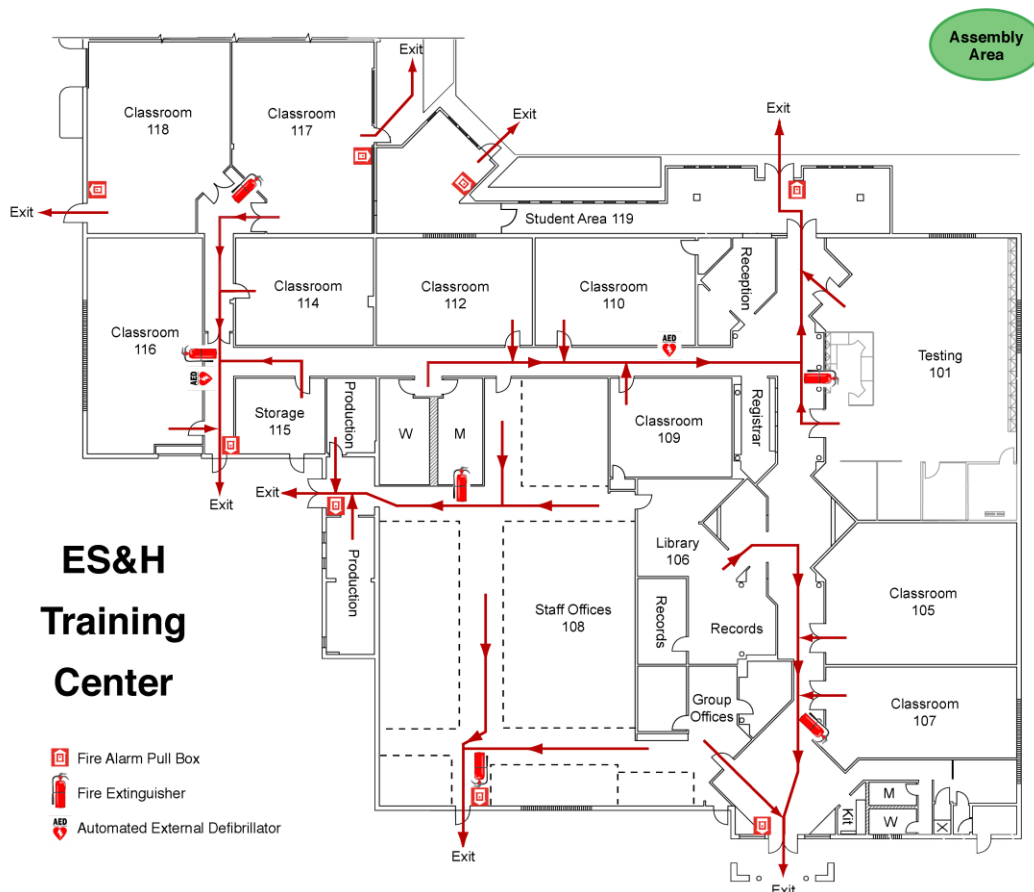 Assembly
Area
Exit
Exit
Exit
Classroom
118
Classroom
117
Exit
Student Area 119
Classroom
114
Classroom
112
Classroom
110
Reception
Classroom
116
AED
AED
Testing
101
Storage
115
Production
W
M
Classroom
109
Registrar
Exit
Exit
Production
Library
106
Staff Offices
108
Records
Records
Classroom
105
Group
Offices
Classroom
107
M
W
Kit
X
Exit
Exit
ES&H
Training
Center
Fire Alarm Pull Box
Fire Extinguisher
AED
Automated External Defibrillator